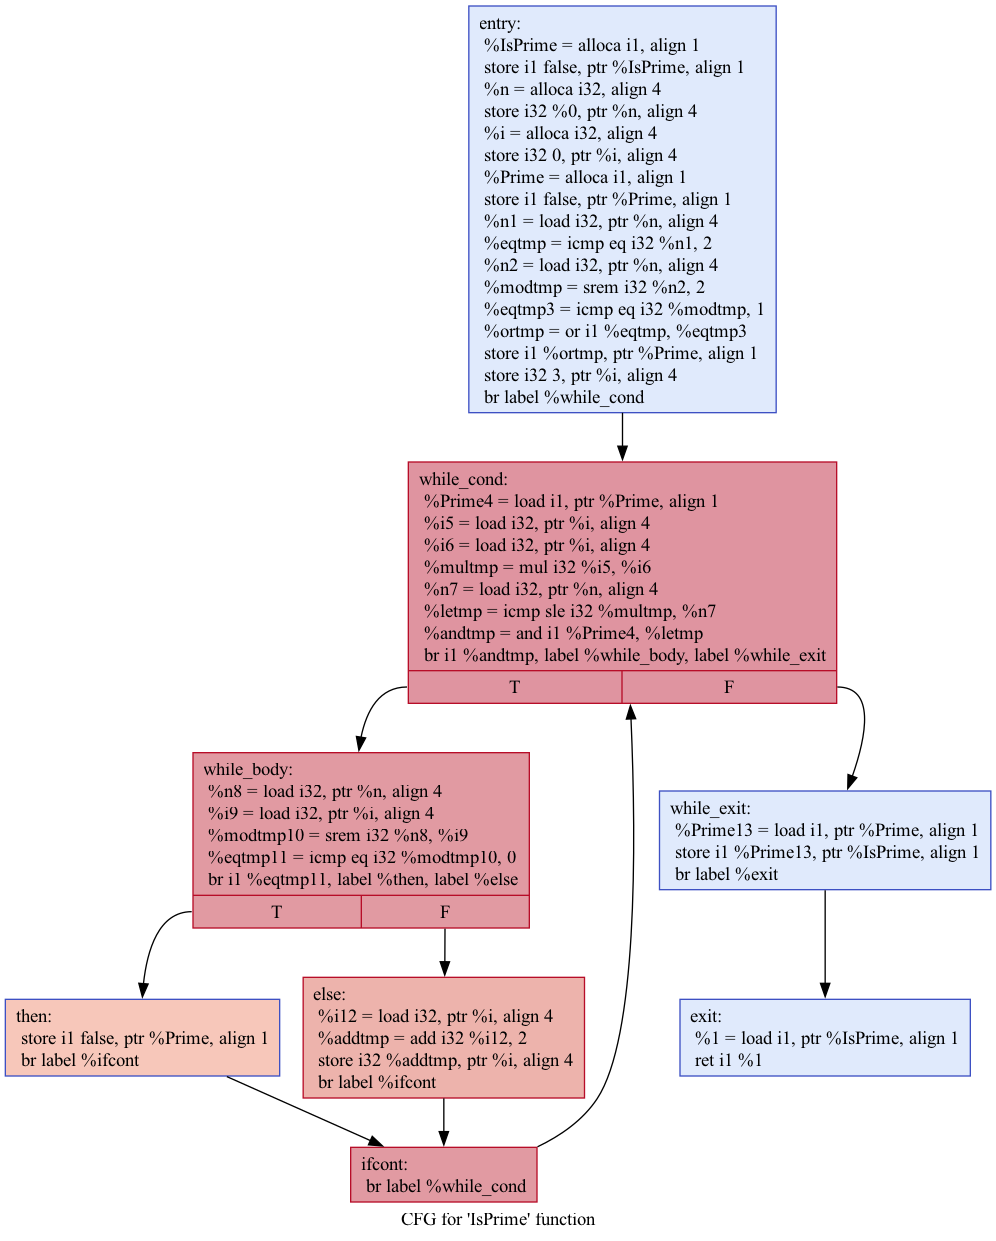 entry:
%IsPrime = alloca i1, align 1
store i1 false, ptr %IsPrime, align 1
%n = alloca i32, align 4
store i32 %0, ptr %n, align 4
%i = alloca i32, align 4
store i32 0, ptr %i, align 4
%Prime = alloca i1, align 1
store i1 false, ptr %Prime, align 1
%n1 = load i32, ptr %n, align 4
%eqtmp = icmp eq i32 %n1, 2
%n2 = load i32, ptr %n, align 4
%modtmp = srem i32 %n2, 2
%eqtmp3 = icmp eq i32 %modtmp, 1
%ortmp = or i1 %eqtmp, %eqtmp3
store i1 %ortmp, ptr %Prime, align 1
store i32 3, ptr %i, align 4
br label %while_cond
while_cond:
%Prime4 = load i1, ptr %Prime, align 1
%i5 = load i32, ptr %i, align 4
%i6 = load i32, ptr %i, align 4
%multmp = mul i32 %i5, %i6
%n7 = load i32, ptr %n, align 4
%letmp = icmp sle i32 %multmp, %n7
%andtmp = and i1 %Prime4, %letmp
br i1 %andtmp, label %while_body, label %while_exit
T
F
while_body:
%n8 = load i32, ptr %n, align 4
%i9 = load i32, ptr %i, align 4
%modtmp10 = srem i32 %n8, %i9
%eqtmp11 = icmp eq i32 %modtmp10, 0
br i1 %eqtmp11, label %then, label %else
T
F
while_exit:
%Prime13 = load i1, ptr %Prime, align 1
store i1 %Prime13, ptr %IsPrime, align 1
br label %exit
then:
store i1 false, ptr %Prime, align 1
br label %ifcont
else:
%i12 = load i32, ptr %i, align 4
%addtmp = add i32 %i12, 2
store i32 %addtmp, ptr %i, align 4
br label %ifcont
exit:
%1 = load i1, ptr %IsPrime, align 1
ret i1 %1
ifcont:
br label %while_cond
CFG for 'IsPrime' function